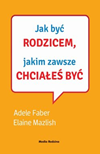 Jak być
RODZICEM,
jakim zawsze
CHCIAŁEŚ BYĆ
Adele Faber
Elaine Mazlish
Media Rodzina